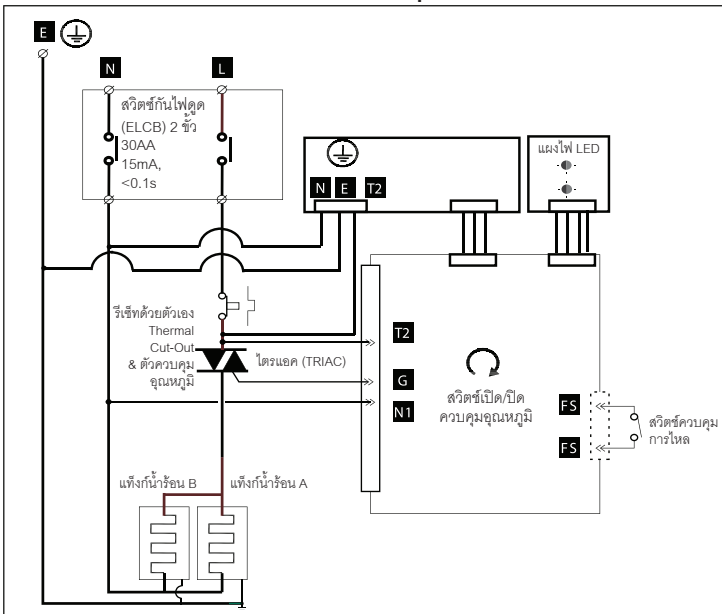 E
N
L
สวิตซ์กันไฟดูด
(ELCB) 2 ขั้ว
30AA
15mA,
<0.1s
N E T2
แผงไฟ LED
รีเซ็ทด้วยตัวเอง
Thermal
Cut-Out
& ตัวควบคุม
อุณหภูมิ
ไตรแอค (TRIAC)
T2
G
N1
สวิตช์เปิด/ปิด
ควบคุมอุณหภูมิ
FS
FS
สวิตช์ควบคุม
การไหล
แท็งก์น้ำร้อน B
แท็งก์น้ำร้อน A